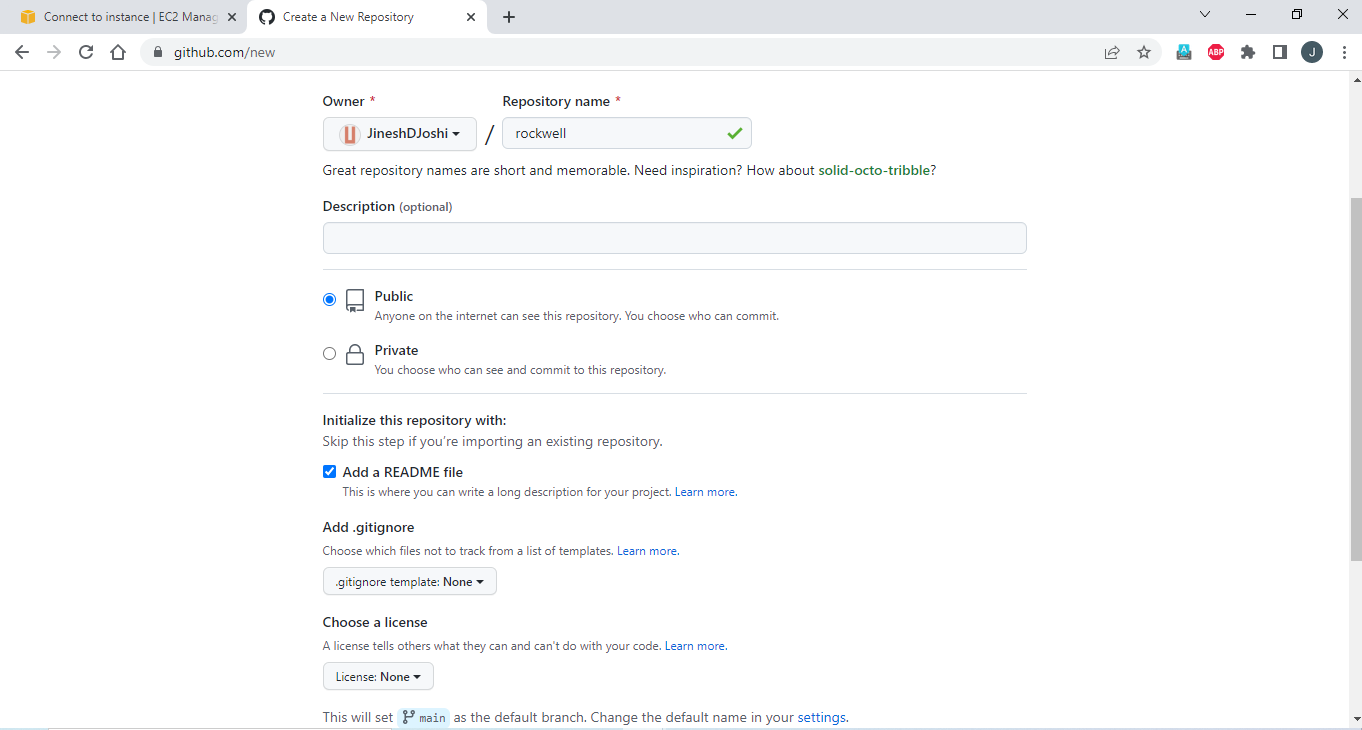 Connect to instance | EC2 Manag
Create a New Repository
github.com/new
ABP
J
Owner *
Repository name *
JineshDJoshi
/
rockwell
Great repository names are short and memorable. Need inspiration? How about solid-octo-tribble?
Description (optional)
Public
Anyone on the internet can see this repository. You choose who can commit.
Private
You choose who can see and commit to this repository.
Initialize this repository with:
Skip this step if you're importing an existing repository.
Add a README file
This is where you can write a long description for your project. Learn more.
Add .gitignore
Choose which files not to track from a list of templates. Learn more.
.gitignore template: None
Choose a license
A license tells others what they can and can't do with your code. Learn more.
License: None
This will set main as the default branch. Change the default name in your settings.